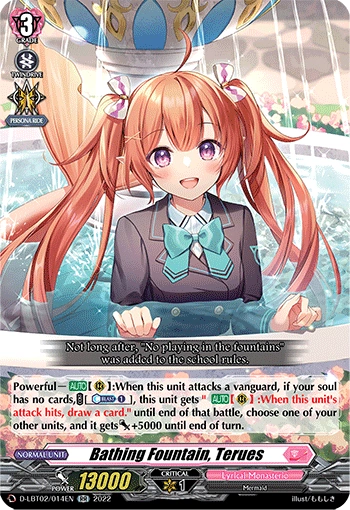 3
GRADE
TWINDRIVE
PERSONA RIDE
Not long after, "No playing in the fountains"
was added to the school rules.
Powerful— AUTO【 】:When this unit attacks a vanguard, if your soul
has no cards, [ BLAST 1 ], this unit gets " AUTO【 】:When this unit's
attack hits, draw a card." until end of that battle, choose one of your
other units, and it gets +5000 until end of turn.
NORMAL UNIT
Bathing Fountain, Terues
POWER 13000
CRITICAL
1
Lyrical Monasterio
Mermaid
D-LBT02/014EN RR 2022
illust/ももしき